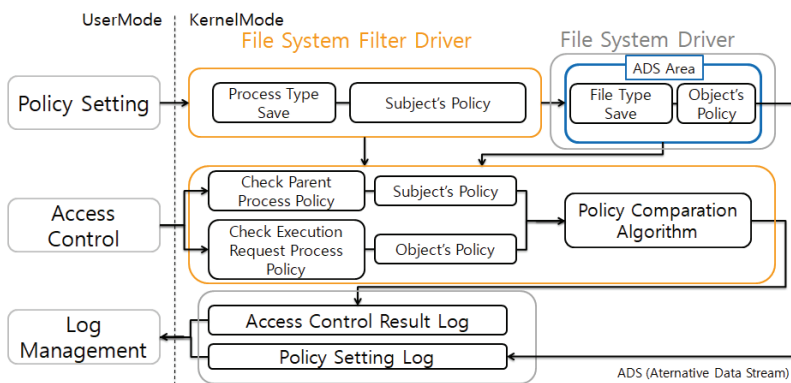 UserMode
KernelMode
File System Filter Driver
File System Driver
ADS Area
Policy Setting
Process Type
Save
Subject's Policy
File Type
Save
Object's
Policy
Access
Control
Check Parent
Process Policy
Subject's Policy
Check Execution
Request Process
Policy
Object's Policy
Policy Comparation
Algorithm
Log
Management
Access Control Result Log
Policy Setting Log
ADS (Aternative Data Stream)